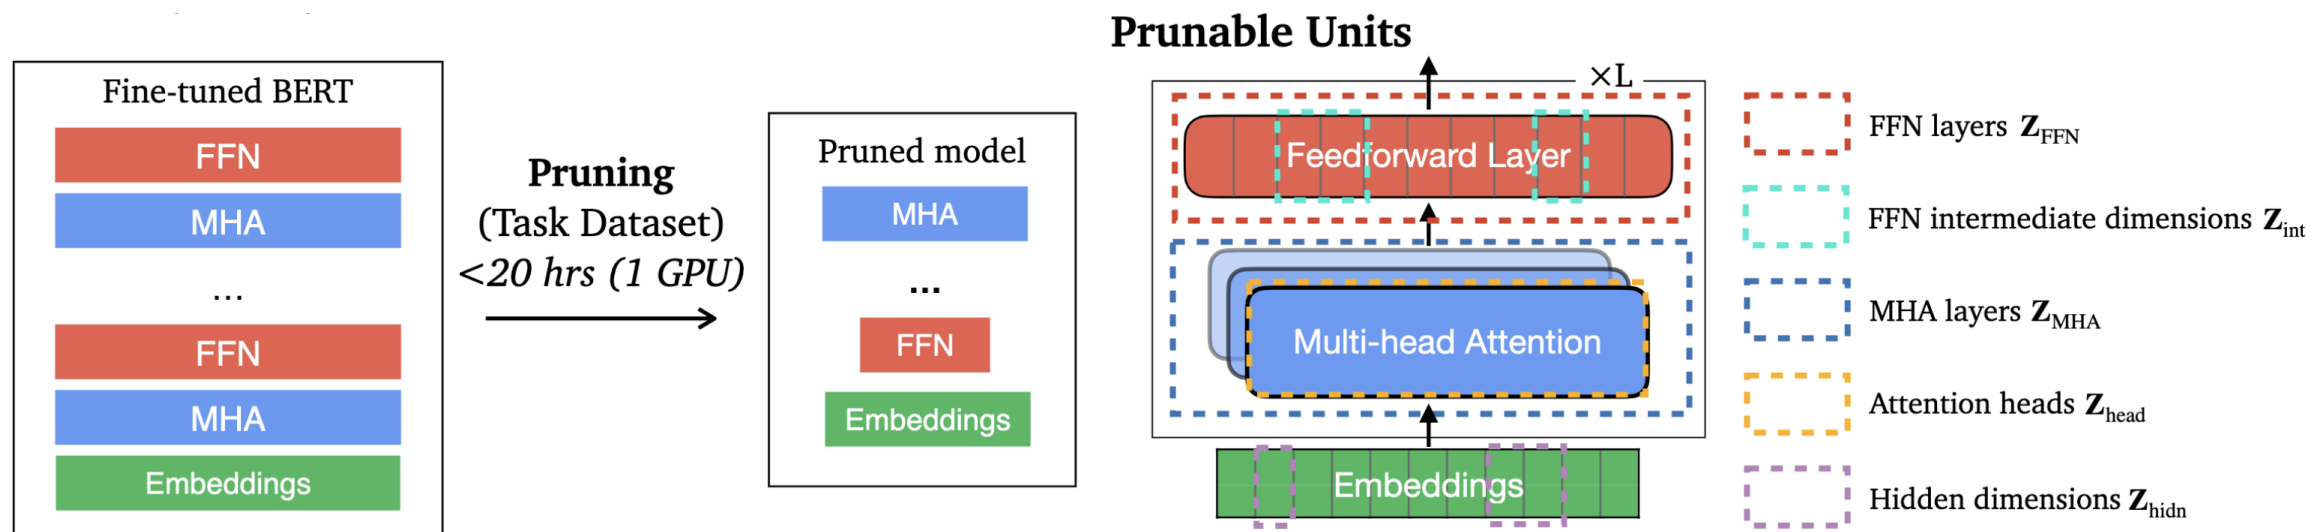 Fine-tuned BERT
FFN
MHA
...
FFN
MHA
Embeddings
Pruning
(Task Dataset)
<20 hrs (1 GPU)
Pruned model
MHA
...
FFN
Embeddings
Prunable Units
×L
Feedforward Layer
Multi-head Attention
Embeddings
FFN layers Z_FFN
FFN intermediate dimensions Z_int
MHA layers Z_MHA
Attention heads Z_head
Hidden dimensions Z_hidn